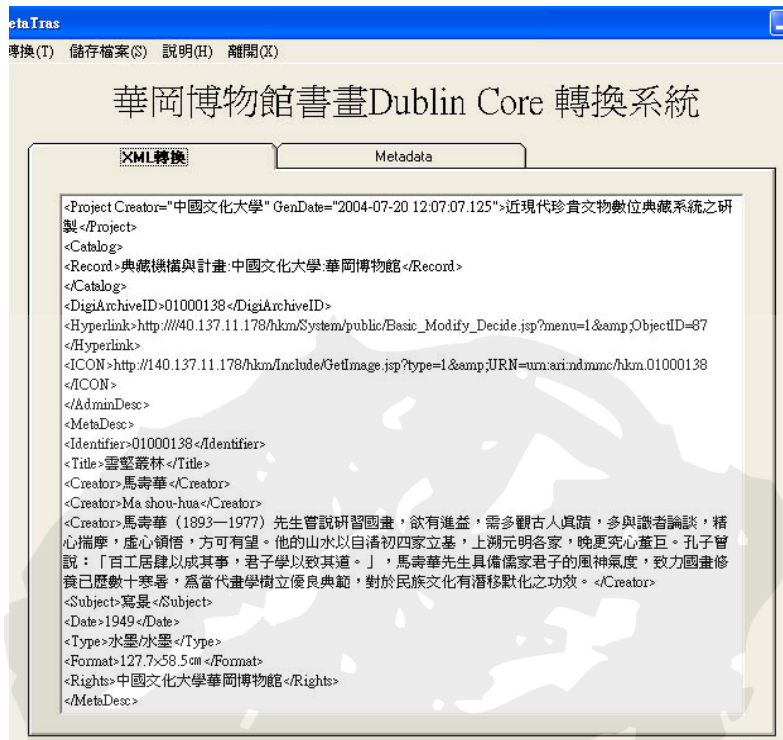 etaTras
轉換(T) 儲存檔案(S) 説明(H) 離開(X)
華岡博物館書畫Dublin Core 轉換系統
XML轉換 Metadata
<Project Creator="中國文化大學" GenDate="2004-07-20 12:07:07.125">近現代珍貴文物數位典藏系統之研
製</Project>
<Catalog>
<Record>典藏機構與計畫:中國文化大學:華岡博物館</Record>
</Catalog>
<DigiArchiveID>01000138</DigiArchiveID>
<Hyperlink>http:////40.137.11.178/hkm/System/public/Basic_Modify_Decide.jsp?menu=1&amp;ObjectID=87
</Hyperlink>
<ICON>http://140.137.11.178/hkm/Include/GetImage.jsp?type=1&amp;URN=urn:ari:ndmmc/hkm.01000138
</ICON>
</AdminDesc>
<MetaDesc>
<Identifier>01000138</Identifier>
<Title>雲壑叢林</Title>
<Creator>馬壽華</Creator>
<Creator>Ma shou-hua</Creator>
<Creator>馬壽華（1893—1977）先生嘗說研習國畫，欲有進益，需多觀古人真蹟，多與識者論談，精
心揣摩，虛心領悟，方可有望。他的山水以自清初四家立基，上溯元明各家，晚更究心董巨。孔子曾
說：「百工居肆以成其事，君子學以致其道。」，馬壽華先生具備儒家君子的風神氣度，致力國畫修
養已歷數十寒暑，為當代畫學樹立優良典範，對於民族文化有潛移默化之功效。</Creator>
<Subject>寫景</Subject>
<Date>1949</Date>
<Type>水墨/水墨</Type>
<Format>127.7×58.5㎝</Format>
<Rights>中國文化大學華岡博物館</Rights>
</MetaDesc>